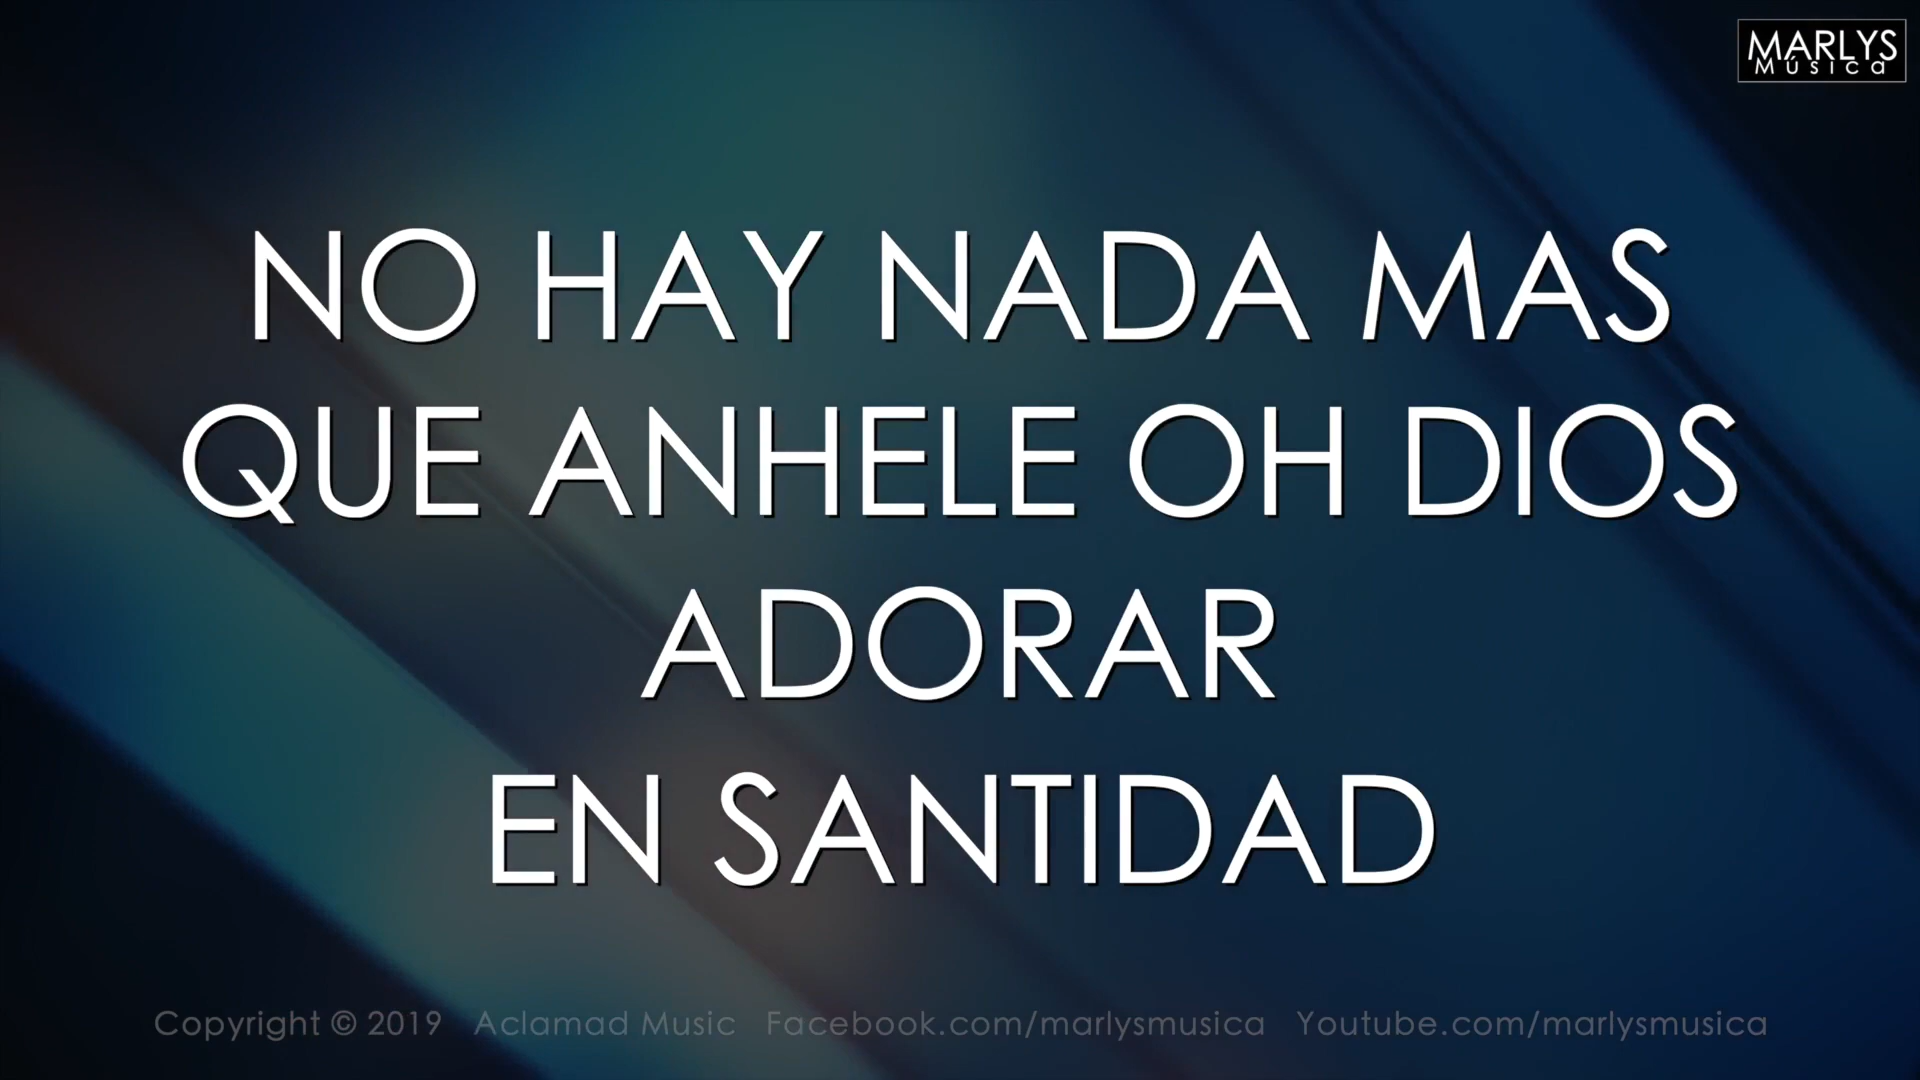 MARLYS
Música
NO HAY NADA MAS
QUE ANHELE OH DIOS
ADORAR
EN SANTIDAD
Copyright © 2019 Aclamad Music Facebook.com/marlysmusica Youtube.com/marlysmusica